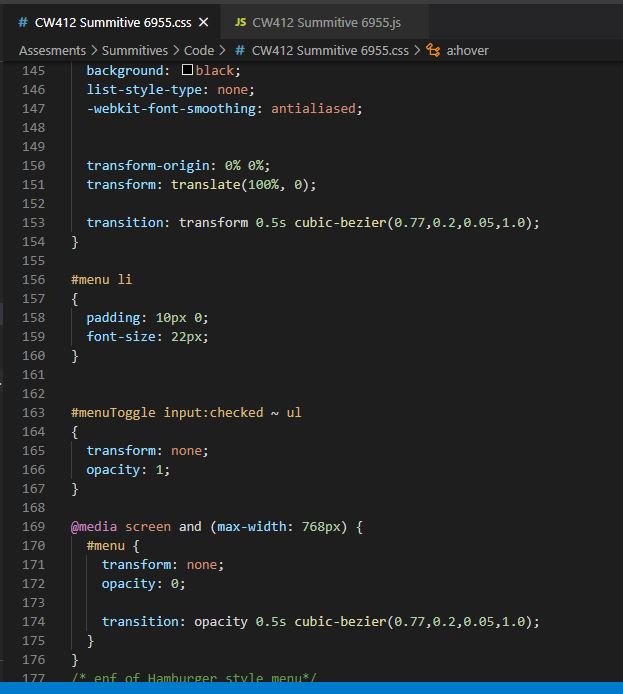 # CW412 Summitive 6955.css × JS CW412 Summitive 6955.js
Assesments > Summitives > Code > # CW412 Summitive 6955.css > a:hover
145 background: black;
146 list-style-type: none;
147 -webkit-font-smoothing: antialiased;
148
149
150 transform-origin: 0% 0%;
151 transform: translate(100%, 0);
152
153 transition: transform 0.5s cubic-bezier(0.77,0.2,0.05,1.0);
154 }
155
156 #menu li
157 {
158 padding: 10px 0;
159 font-size: 22px;
160 }
161
162
163 #menuToggle input:checked ~ ul
164 {
165 transform: none;
166 opacity: 1;
167 }
168
169 @media screen and (max-width: 768px) {
170 #menu {
171 transform: none;
172 opacity: 0;
173
174 transition: opacity 0.5s cubic-bezier(0.77,0.2,0.05,1.0);
175 }
176 }
177 /* enf of Hamburger style menu*/